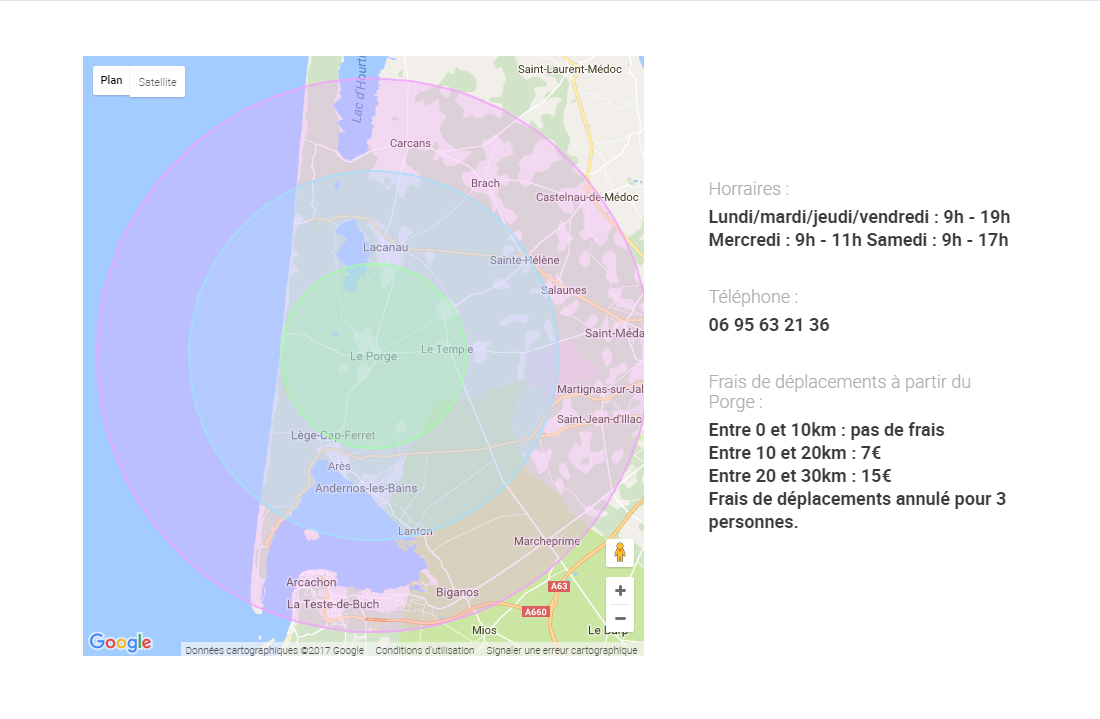 Plan
Satellite
Lac d'Hourti
Saint-Laurent-Médoc
Carcans
Brach
Castelnau-de-Médoc
Lacanau
Sainte-Hélène
Salaunes
Saint-Méda
Le Porge
Le Temple
Martignas-sur-Jal
Saint-Jean-d'Illac
Lège-Cap-Ferret
Arès
Andernos-les-Bains
Lanton
Marcheprime
Arcachon
A63
Biganos
La Teste-de-Buch
A660
Mios
Le Barp
Google
Données cartographiques ©2017 Google
Conditions d'utilisation
Signaler une erreur cartographique
Horraires :
Lundi/mardi/jeudi/vendredi : 9h - 19h
Mercredi : 9h - 11h Samedi : 9h - 17h
Téléphone :
06 95 63 21 36
Frais de déplacements à partir du
Porge :
Entre 0 et 10km : pas de frais
Entre 10 et 20km : 7€
Entre 20 et 30km : 15€
Frais de déplacements annulé pour 3
personnes.